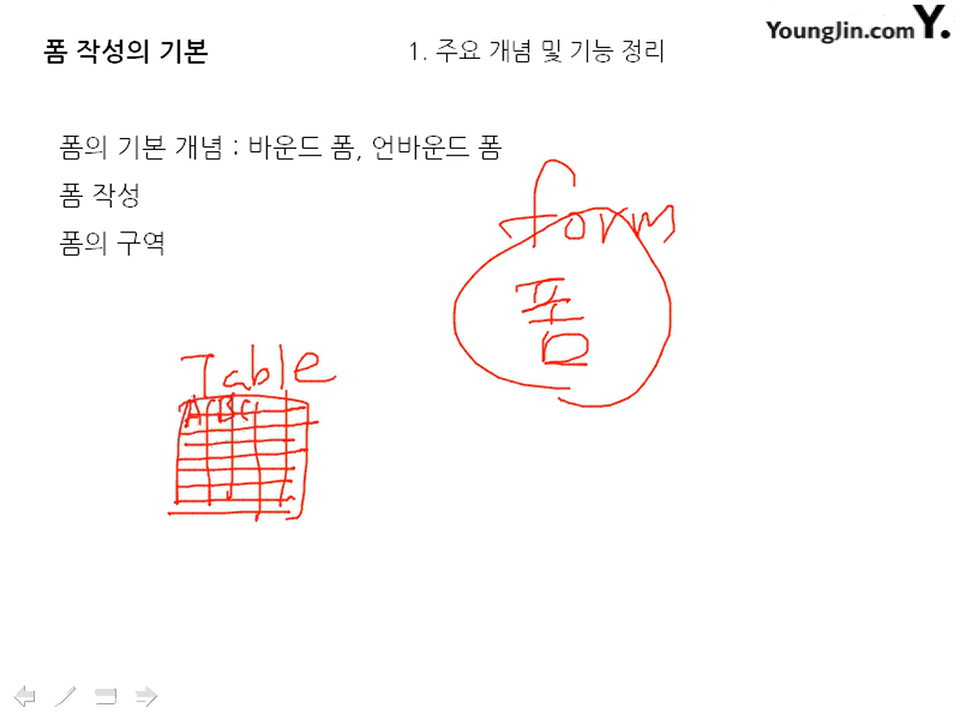 YoungJin.com Y.
폼 작성의 기본
1. 주요 개념 및 기능 정리
폼의 기본 개념 : 바운드 폼, 언바운드 폼
폼 작성
폼의 구역
form
폼
Table